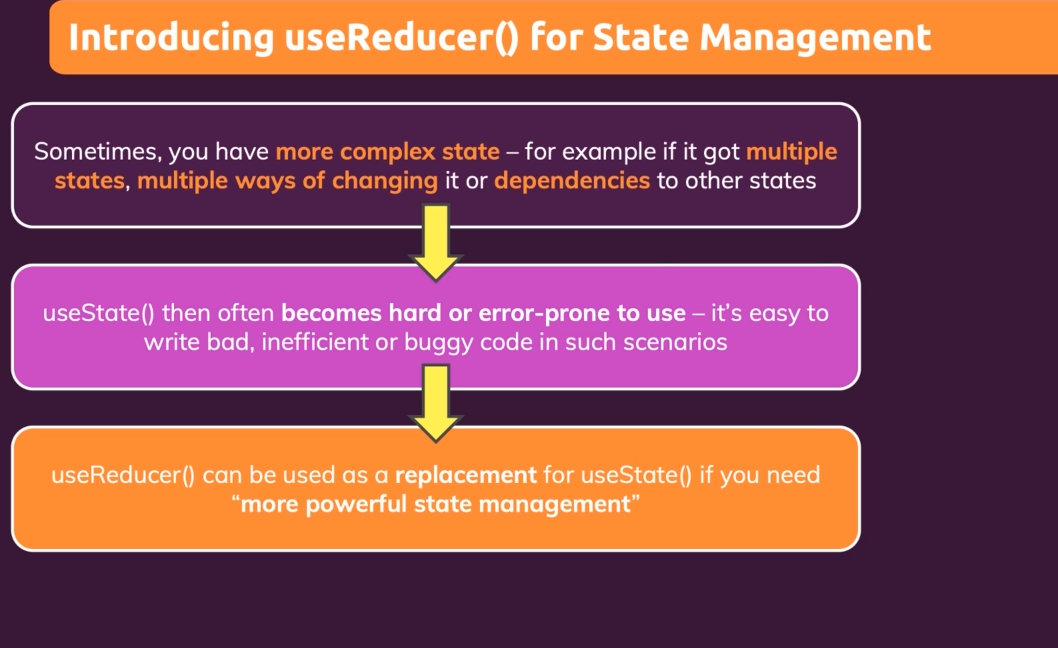 Introducing useReducer() for State Management
Sometimes, you have more complex state – for example if it got multiple
states, multiple ways of changing it or dependencies to other states
useState() then often becomes hard or error-prone to use – it's easy to
write bad, inefficient or buggy code in such scenarios
useReducer() can be used as a replacement for useState() if you need
“more powerful state management”